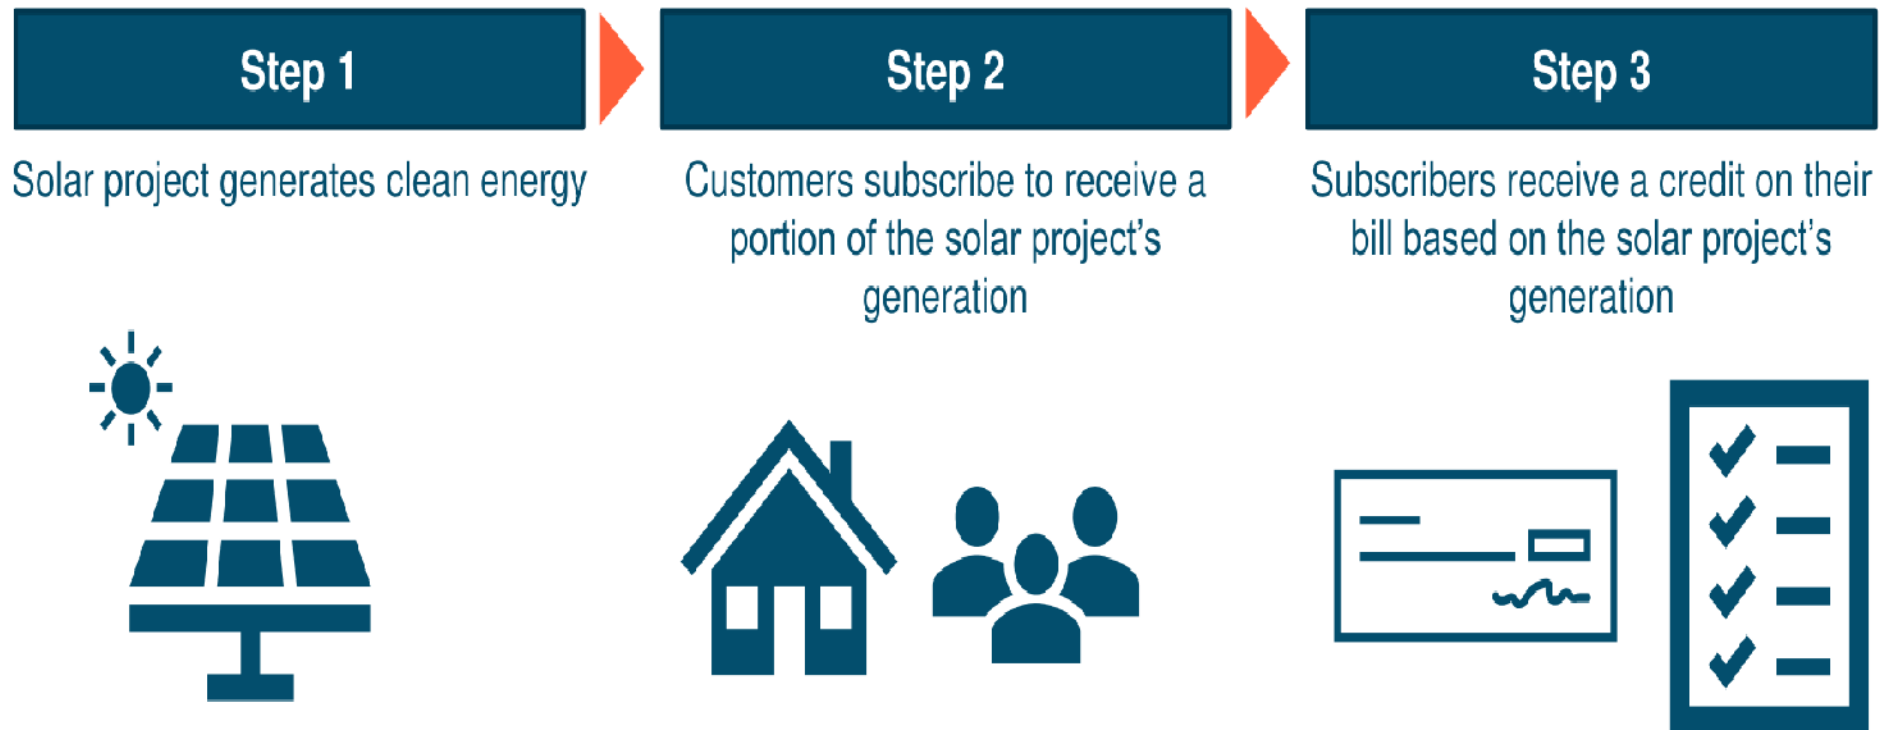 Step 1
Solar project generates clean energy
Step 2
Customers subscribe to receive a
portion of the solar project's
generation
Step 3
Subscribers receive a credit on their
bill based on the solar project's
generation